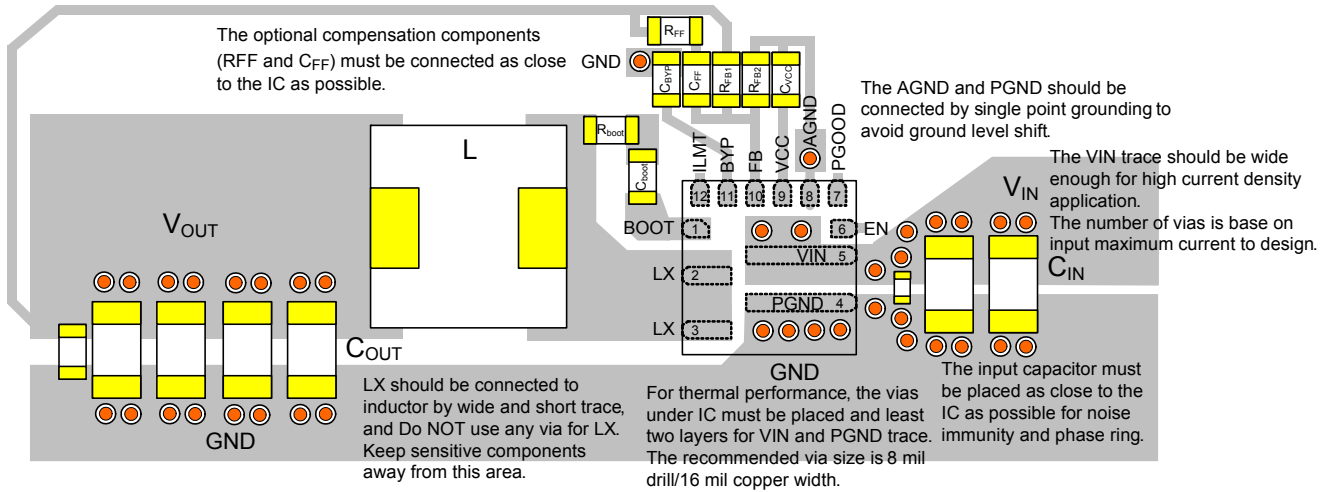 The optional compensation components
(RFF and CFF) must be connected as close
to the IC as possible.
GND
RFF
CBYP
CFF
RFB1
RFB2
CVCC
AGND
The AGND and PGND should be
connected by single point grounding to
avoid ground level shift.
Rboot
Cboot
L
ILMT
BYP
FB
VCC
PGOOD
12
11
10
9
8
7
The VIN trace should be wide
enough for high current density
application.
The number of vias is base on
input maximum current to design.
VIN
VOUT
BOOT
1
6
EN
VIN
5
LX
2
CIN
PGND
4
LX
3
COUT
GND
GND
LX should be connected to
inductor by wide and short trace,
and Do NOT use any via for LX.
Keep sensitive components
away from this area.
For thermal performance, the vias
under IC must be placed and least
two layers for VIN and PGND trace.
The recommended via size is 8 mil
drill/16 mil copper width.
The input capacitor must
be placed as close to the
IC as possible for noise
immunity and phase ring.